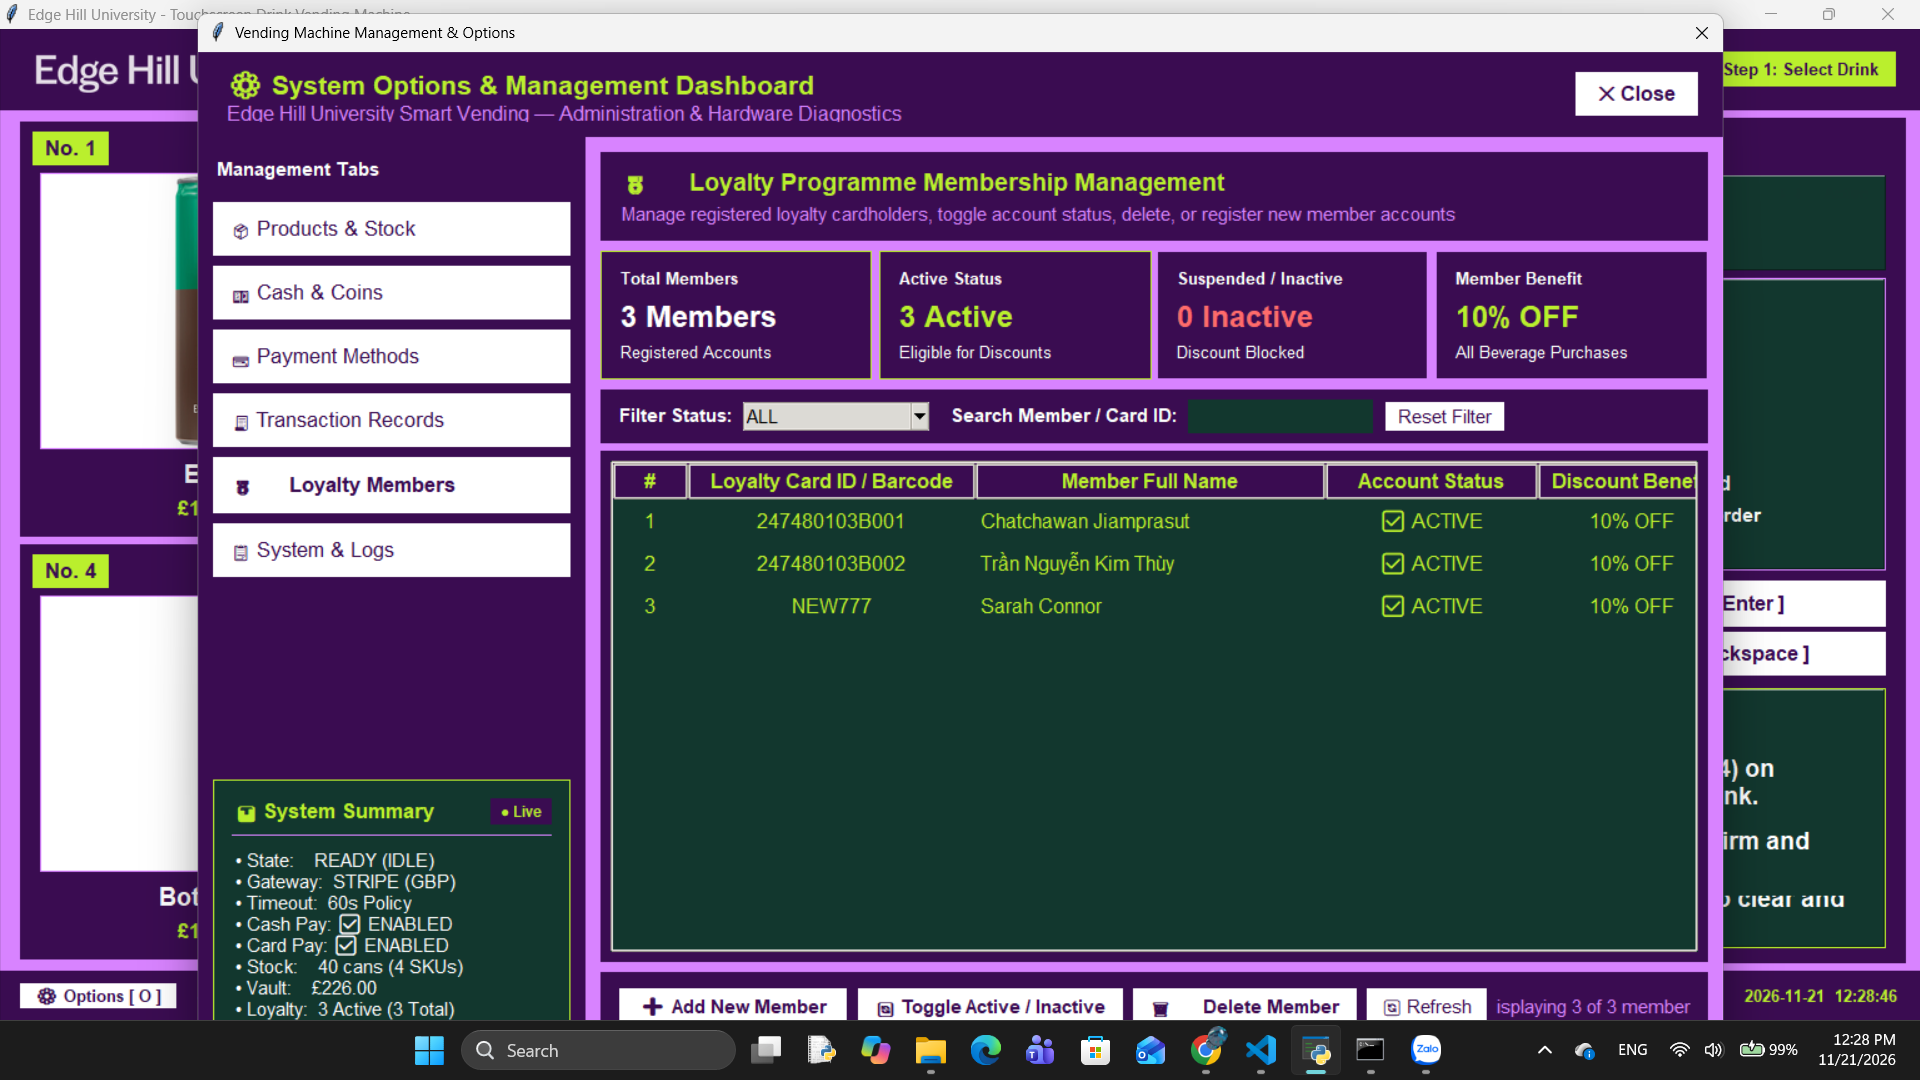 Edge Hill University - Touchscreen Drink Vending Machine
Vending Machine Management & Options
Edge Hill
Step 1: Select Drink
System Options & Management Dashboard
Edge Hill University Smart Vending — Administration & Hardware Diagnostics
Close
No. 1
£1
No. 4
Bot
£1
Options [ O ]
Management Tabs
Products & Stock
Cash & Coins
Payment Methods
Transaction Records
Loyalty Members
System & Logs
System Summary
• Live
• State: READY (IDLE)
• Gateway: STRIPE (GBP)
• Timeout: 60s Policy
• Cash Pay: ENABLED
• Card Pay: ENABLED
• Stock: 40 cans (4 SKUs)
• Vault: £226.00
• Loyalty: 3 Active (3 Total)
Loyalty Programme Membership Management
Manage registered loyalty cardholders, toggle account status, delete, or register new member accounts
Total Members
3 Members
Registered Accounts
Active Status
3 Active
Eligible for Discounts
Suspended / Inactive
0 Inactive
Discount Blocked
Member Benefit
10% OFF
All Beverage Purchases
Filter Status: ALL Search Member / Card ID: Reset Filter
# Loyalty Card ID / Barcode Member Full Name Account Status Discount Benef
1 247480103B001 Chatchawan Jiamprasut ACTIVE 10% OFF
2 247480103B002 Trần Nguyễn Kim Thùy ACTIVE 10% OFF
3 NEW777 Sarah Connor ACTIVE 10% OFF
Add New Member Toggle Active / Inactive Delete Member Refresh isplaying 3 of 3 member
rder
Enter ]
ckspace ]
4) on
nk.
irm and
clear and
2026-11-21 12:28:46
Search
Zalo
ENG
99%
12:28 PM
11/21/2026